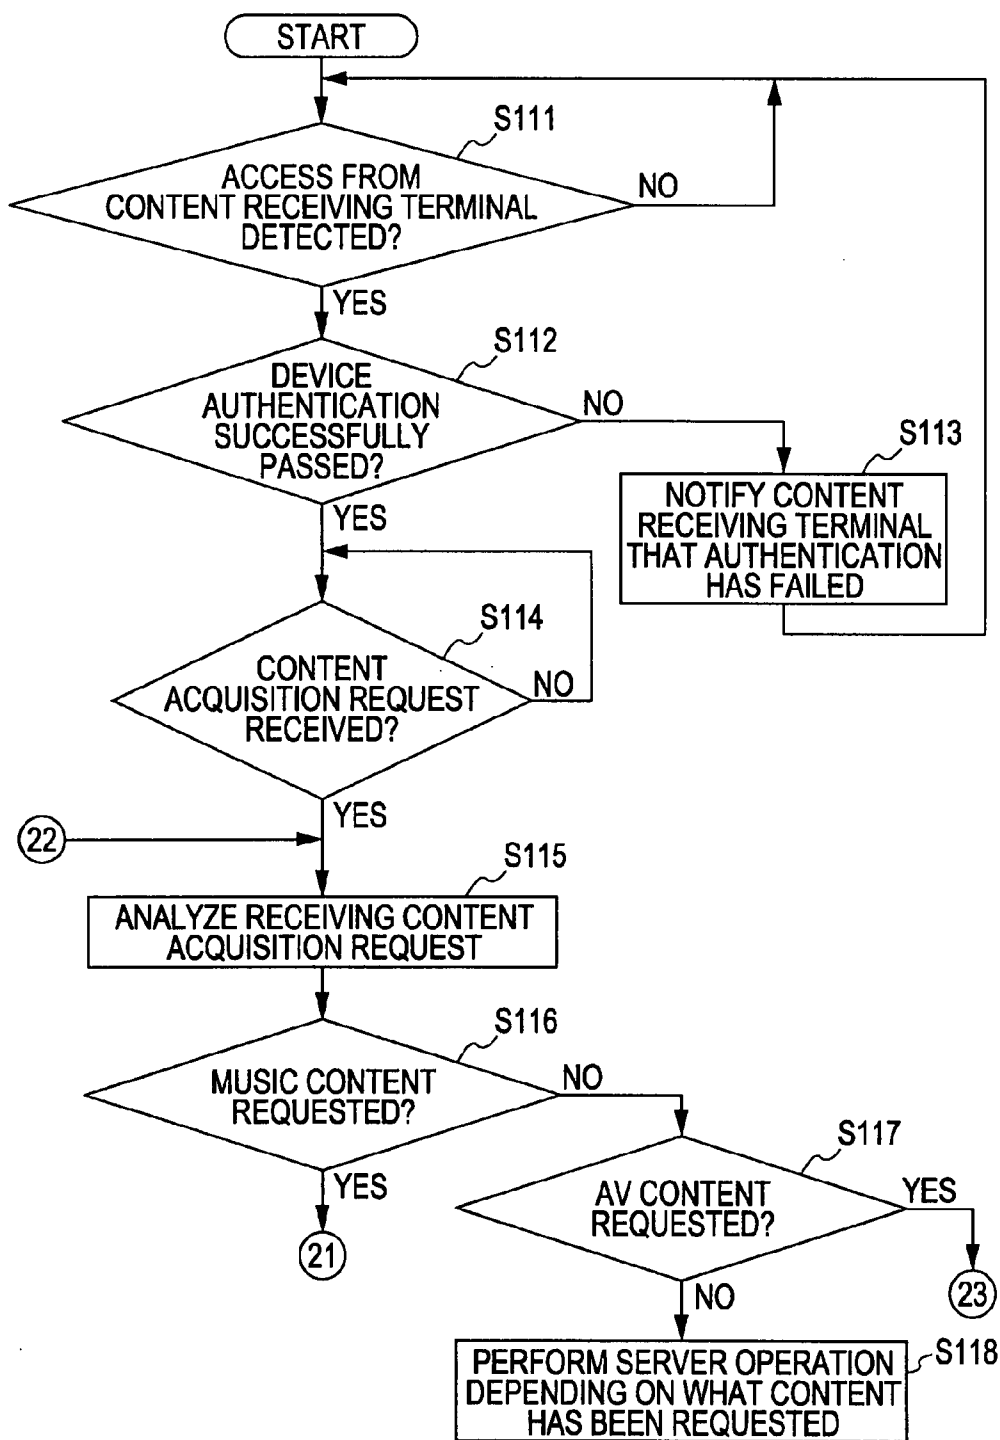 START
S111
ACCESS FROM
CONTENT RECEIVING TERMINAL
DETECTED?
NO
YES
S112
DEVICE
AUTHENTICATION
SUCCESSFULLY
PASSED?
NO
YES
S113
NOTIFY CONTENT
RECEIVING TERMINAL
THAT AUTHENTICATION
HAS FAILED
S114
CONTENT
ACQUISITION REQUEST
RECEIVED?
NO
YES
22
S115
ANALYZE RECEIVING CONTENT
ACQUISITION REQUEST
S116
MUSIC CONTENT
REQUESTED?
NO
YES
21
S117
AV CONTENT
REQUESTED?
YES
23
NO
S118
PERFORM SERVER OPERATION
DEPENDING ON WHAT CONTENT
HAS BEEN REQUESTED